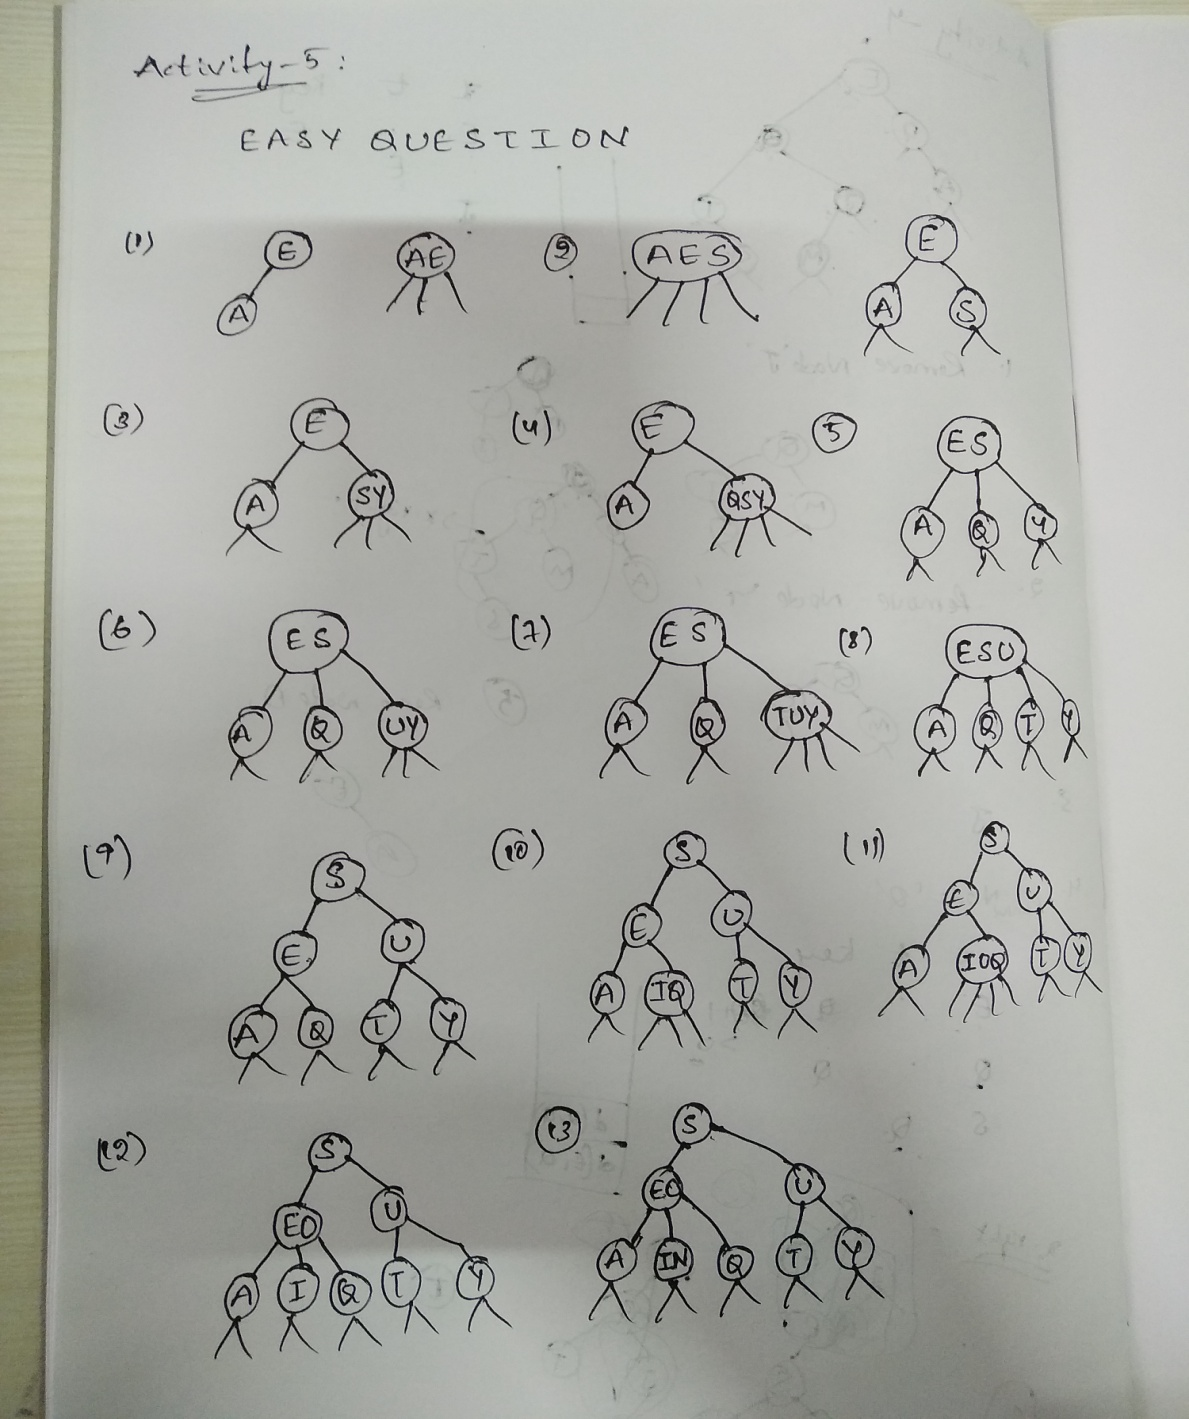 Activity-5:
EASY QUESTION
(1) E AE (2) AES E
A A S
(3) E (4) E (5) ES
A SY A QSY A Q Y
(6) ES (7) ES (8) ESU
A Q UY A Q TUY A Q T Y
(9) S (10) S (11) S
E U E U E U
A Q T Y A IQ T Y A IOQ T Y
(12) S (13) S
EO U EO U
A I Q T Y A IN Q T Y